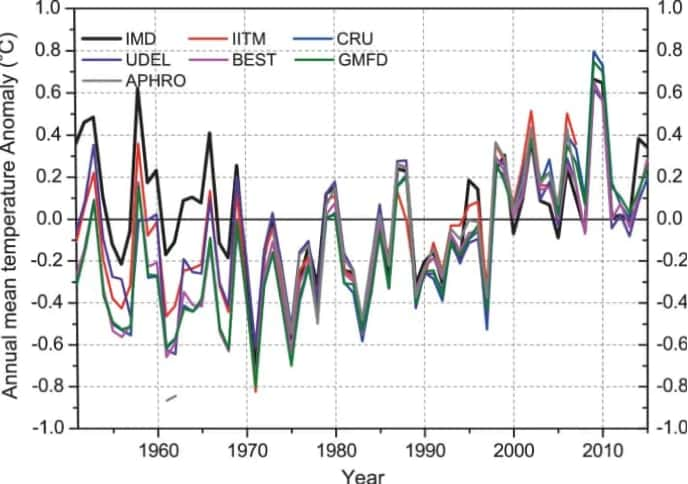 1.0 1.0
0.8 0.8
IMD IITM CRU
UDEL BEST GMFD
APHRO
0.6 0.6
0.4 0.4
0.2 0.2
0.0 0.0
-0.2 -0.2
-0.4 -0.4
-0.6 -0.6
-0.8 -0.8
-1.0 -1.0
Annual mean temperature Anomaly (°C)
1960 1970 1980 1990 2000 2010
Year